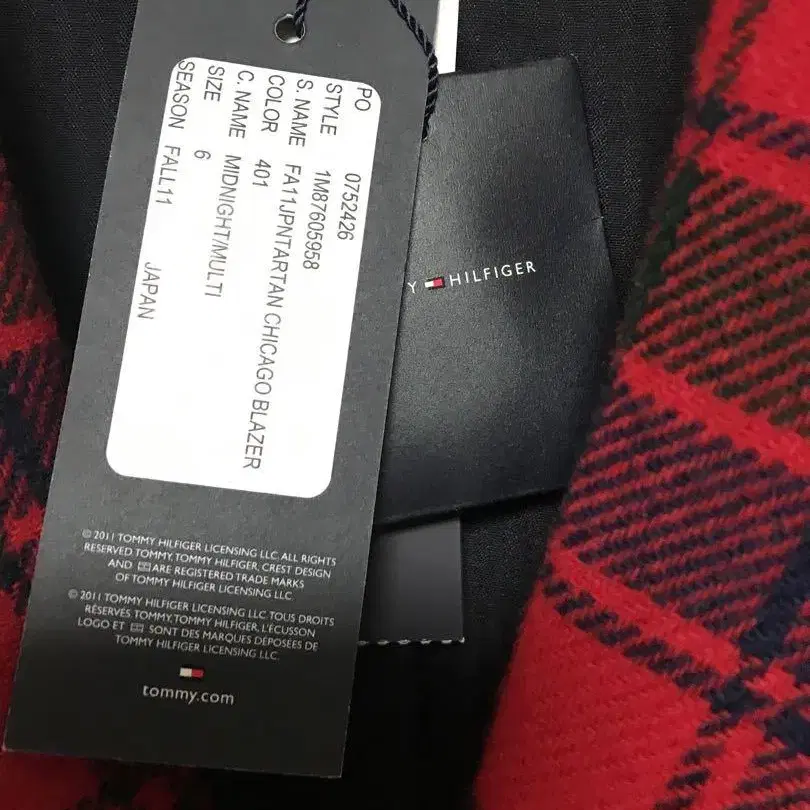 PO 0752426
STYLE 1M87605958
S. NAME FA11JPNTARTAN CHICAGO BLAZER
COLOR 401
C. NAME MIDNIGHT/MULTI
SIZE 6
SEASON FALL11 JAPAN
© 2011 TOMMY HILFIGER LICENSING LLC. ALL RIGHTS
RESERVED TOMMY, TOMMY HILFIGER, CREST DESIGN
AND ARE REGISTERED TRADE MARKS
OF TOMMY HILFIGER LICENSING LLC.
© 2011 TOMMY HILFIGER LICENSING LLC. TOUS DROITS
RÉSERVÉS TOMMY, TOMMY HILFIGER, L'ÉCUSSON
LOGO ET SONT DES MARQUES DÉPOSÉES DE
TOMMY HILFIGER LICENSING LLC.
tommy.com
Y HILFIGER